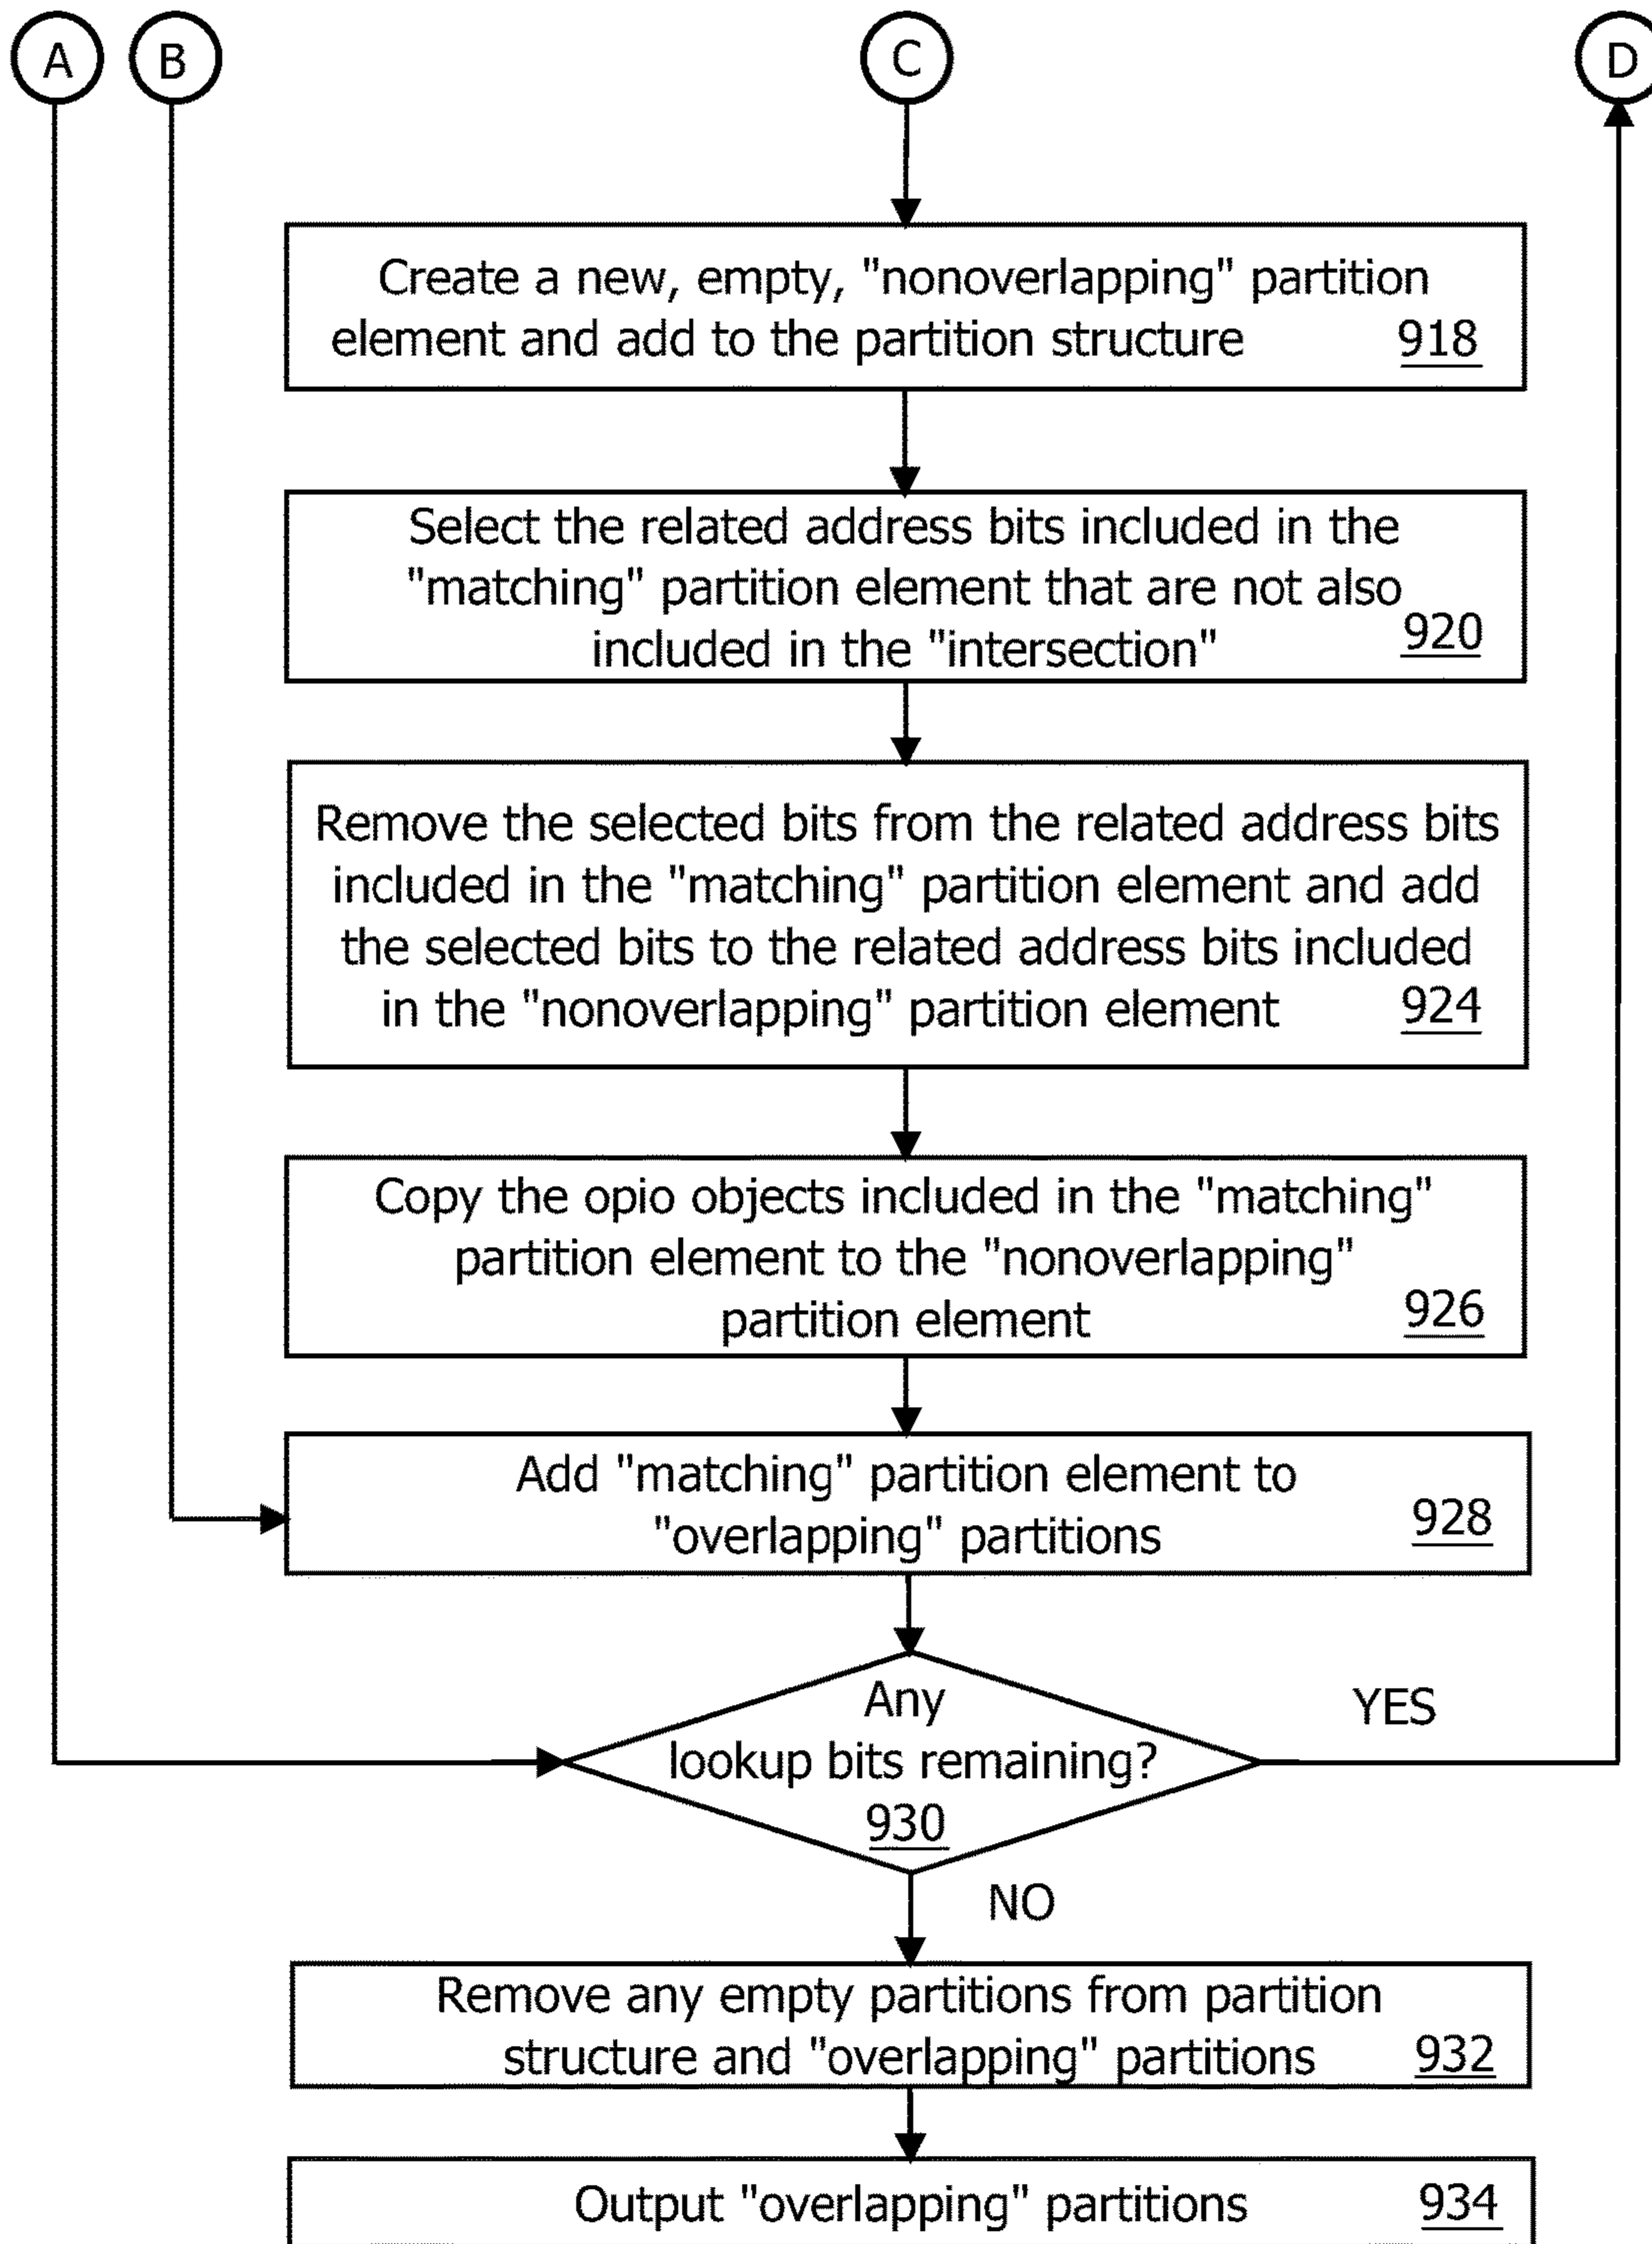 A
B
C
D
Create a new, empty, "nonoverlapping" partition
element and add to the partition structure 918
Select the related address bits included in the
"matching" partition element that are not also
included in the "intersection" 920
Remove the selected bits from the related address bits
included in the "matching" partition element and add
the selected bits to the related address bits included
in the "nonoverlapping" partition element 924
Copy the opio objects included in the "matching"
partition element to the "nonoverlapping"
partition element 926
Add "matching" partition element to
"overlapping" partitions 928
Any
lookup bits remaining?
930
YES
NO
Remove any empty partitions from partition
structure and "overlapping" partitions 932
Output "overlapping" partitions 934